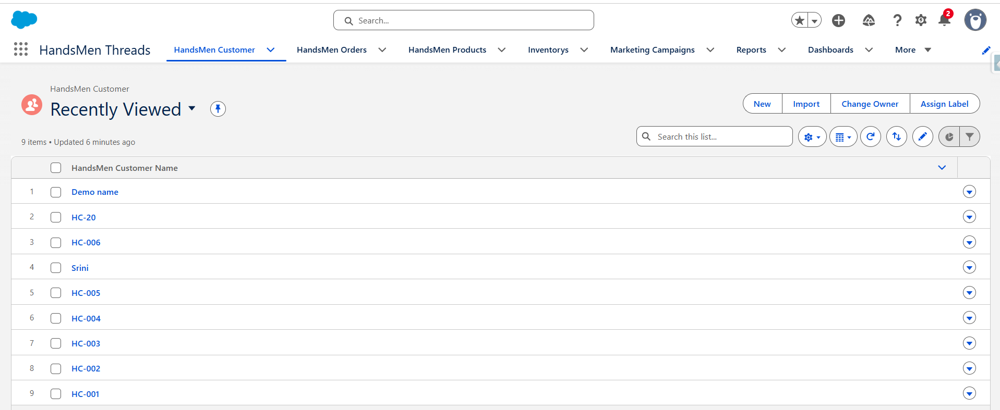 Search...
2
HandsMen Threads
HandsMen Customer
HandsMen Orders
HandsMen Products
Inventorys
Marketing Campaigns
Reports
Dashboards
More
HandsMen Customer
Recently Viewed
New
Import
Change Owner
Assign Label
9 items • Updated 6 minutes ago
Search this list...
HandsMen Customer Name
1 Demo name
2 HC-20
3 HC-006
4 Srini
5 HC-005
6 HC-004
7 HC-003
8 HC-002
9 HC-001